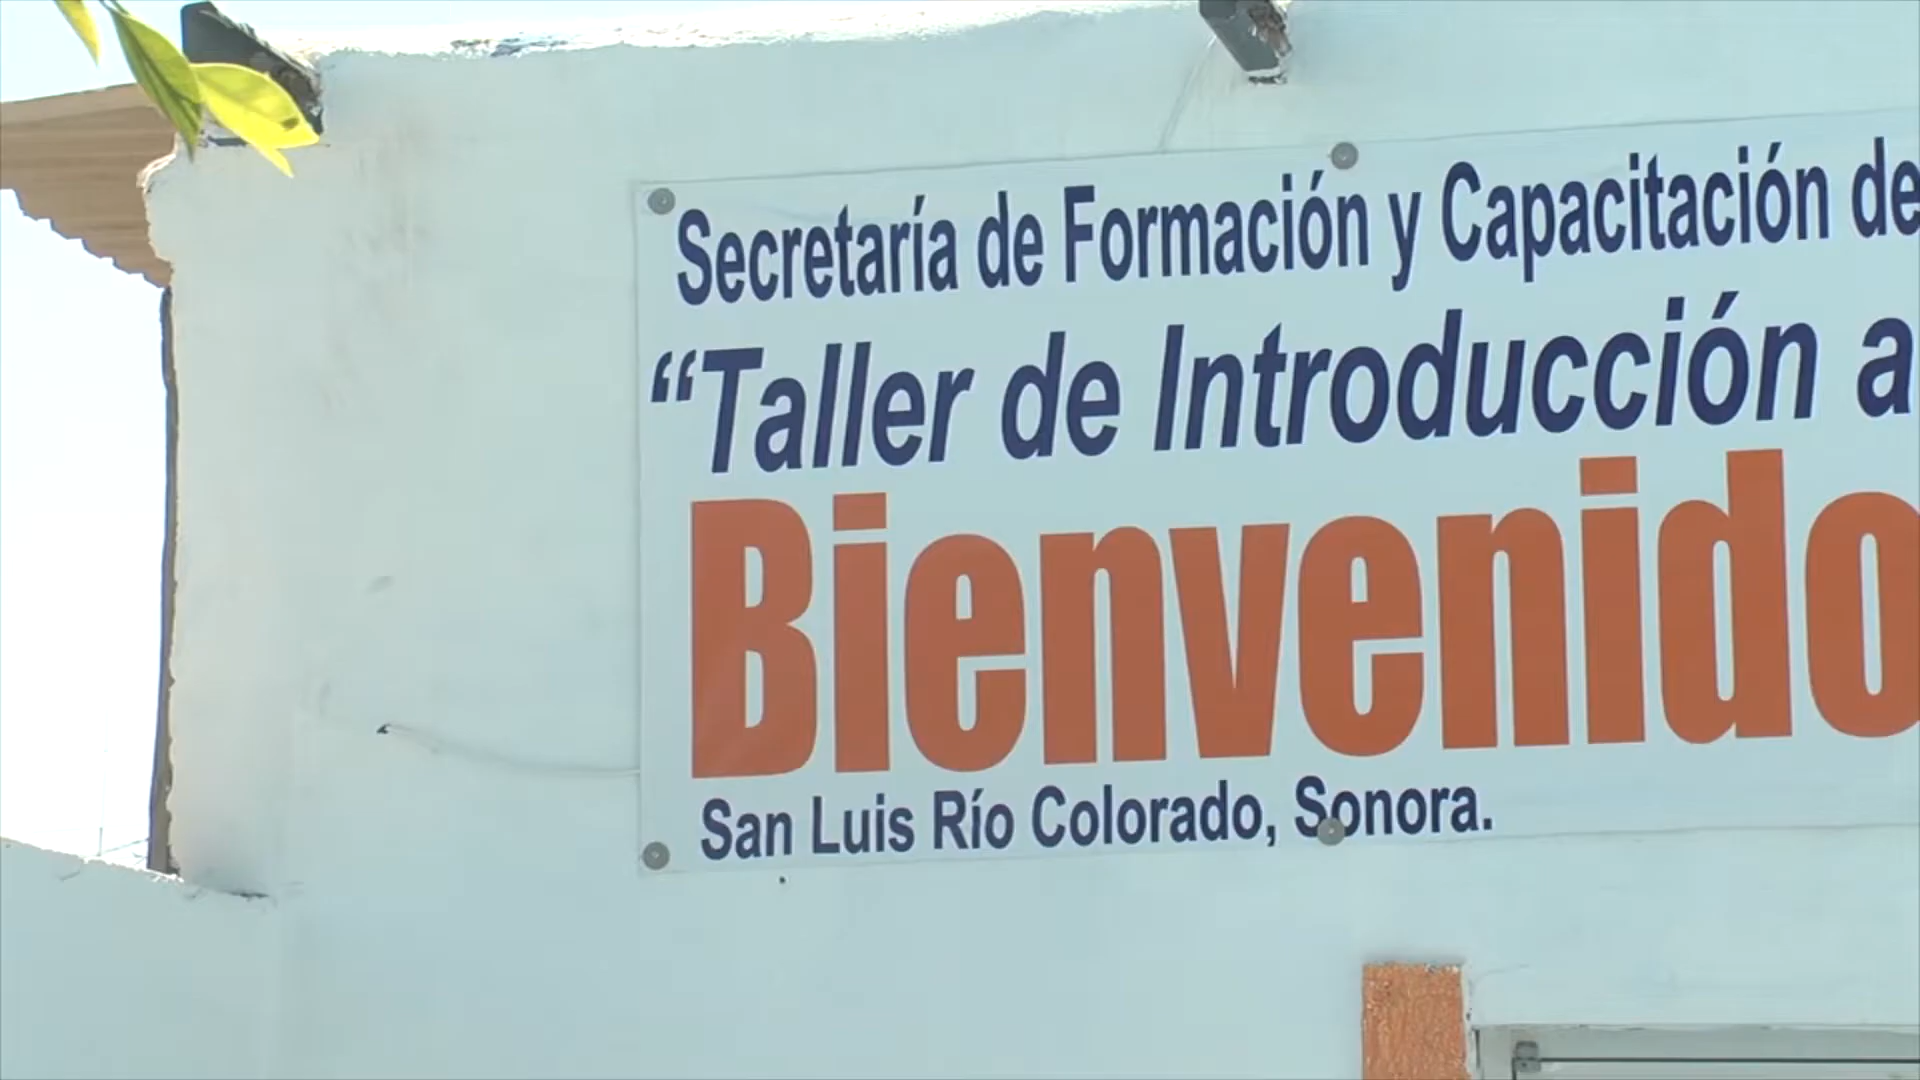 Secretaría de Formación y Capacitación de
“Taller de Introducción a
Bienvenido
San Luis Río Colorado, Sonora.